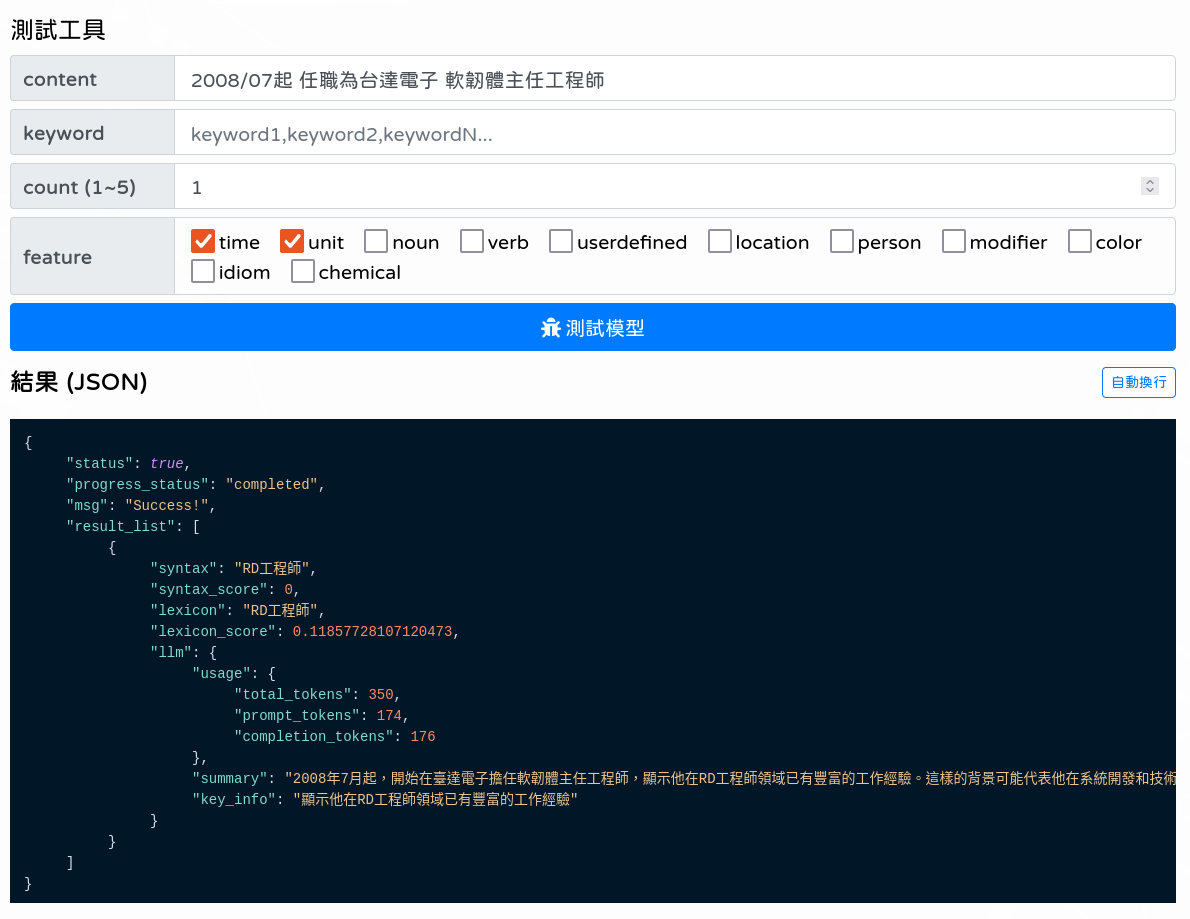 測試工具
content 2008/07起 任職為台達電子 軟韌體主任工程師
keyword keyword1,keyword2,keywordN...
count (1~5) 1
feature time unit noun verb userdefined location person modifier color
idiom chemical
測試模型
結果 (JSON) 自動換行
{
"status": true,
"progress_status": "completed",
"msg": "Success!",
"result_list": [
{
"syntax": "RD工程師",
"syntax_score": 0,
"lexicon": "RD工程師",
"lexicon_score": 0.11857728107120473,
"llm": {
"usage": {
"total_tokens": 350,
"prompt_tokens": 174,
"completion_tokens": 176
},
"summary": "2008年7月起，開始在臺達電子擔任軟韌體主任工程師，顯示他在RD工程師領域已有豐富的工作經驗。這樣的背景可能代表他在系統開發和技術
"key_info": "顯示他在RD工程師領域已有豐富的工作經驗"
}
}
]
}